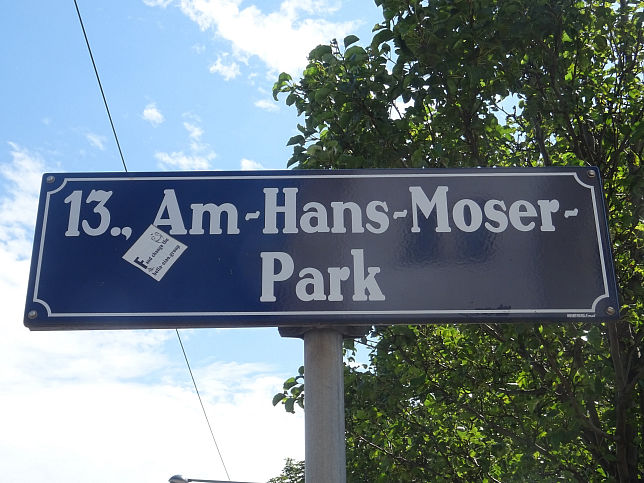 13., Am-Hans-Moser-
Park